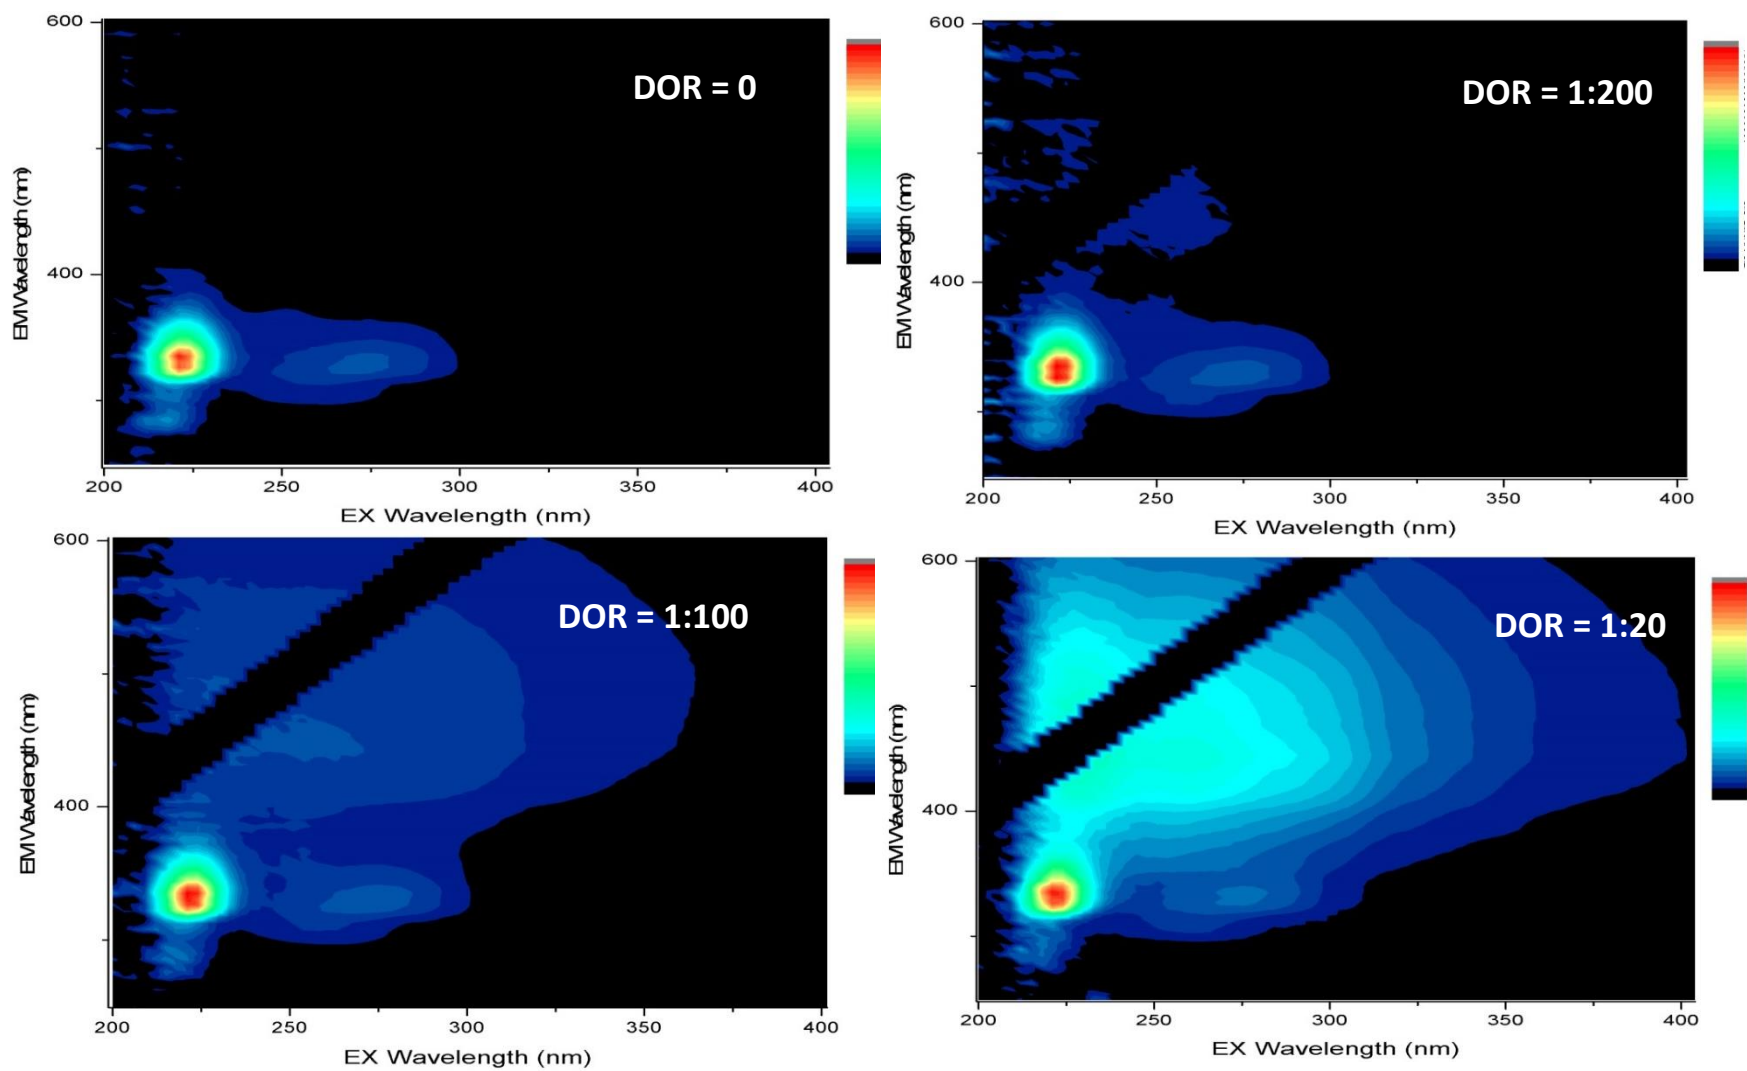 600
DOR = 0
400
EM Wavelength (nm)
200 250 300 350 400
EX Wavelength (nm)
600
DOR = 1:200
400
EM Wavelength (nm)
200 250 300 350 400
EX Wavelength (nm)
600
DOR = 1:100
400
EM Wavelength (nm)
200 250 300 350 400
EX Wavelength (nm)
600
DOR = 1:20
400
EM Wavelength (nm)
200 250 300 350 400
EX Wavelength (nm)